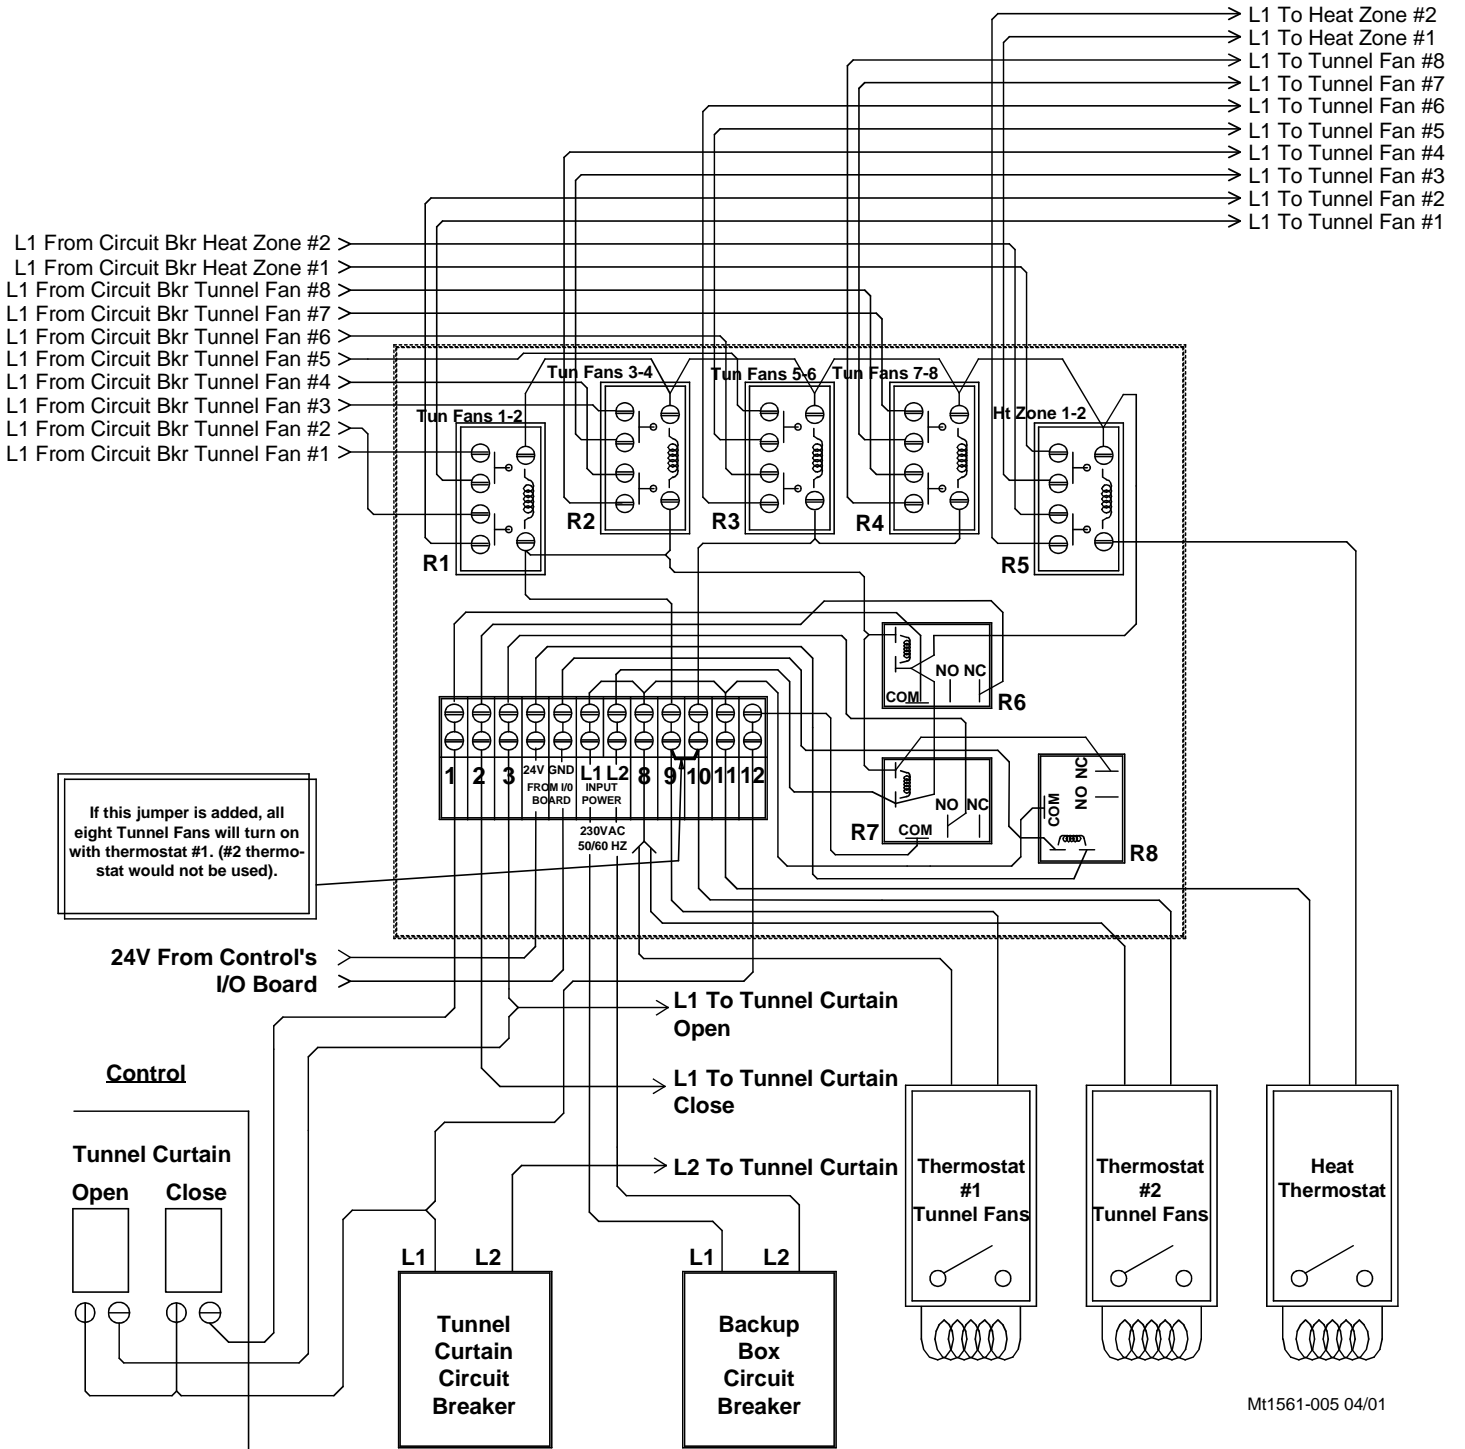 L1 To Heat Zone #2
L1 To Heat Zone #1
L1 To Tunnel Fan #8
L1 To Tunnel Fan #7
L1 To Tunnel Fan #6
L1 To Tunnel Fan #5
L1 To Tunnel Fan #4
L1 To Tunnel Fan #3
L1 To Tunnel Fan #2
L1 To Tunnel Fan #1
L1 From Circuit Bkr Heat Zone #2
L1 From Circuit Bkr Heat Zone #1
L1 From Circuit Bkr Tunnel Fan #8
L1 From Circuit Bkr Tunnel Fan #7
L1 From Circuit Bkr Tunnel Fan #6
L1 From Circuit Bkr Tunnel Fan #5
L1 From Circuit Bkr Tunnel Fan #4
L1 From Circuit Bkr Tunnel Fan #3
L1 From Circuit Bkr Tunnel Fan #2
L1 From Circuit Bkr Tunnel Fan #1
Tun Fans 1-2
Tun Fans 3-4
Tun Fans 5-6
Tun Fans 7-8
Ht Zone 1-2
R1
R2
R3
R4
R5
NO NC
COM
R6
NO NC
COM
R7
NO NC
COM
R8
1 2 3 24V GND L1 L2 8 9 10 11 12
FROM I/0
BOARD
INPUT
POWER
230VAC
50/60 HZ
If this jumper is added, all
eight Tunnel Fans will turn on
with thermostat #1. (#2 thermo-
stat would not be used).
24V From Control's
I/O Board
L1 To Tunnel Curtain
Open
L1 To Tunnel Curtain
Close
L2 To Tunnel Curtain
Control
Tunnel Curtain
Open Close
L1 L2
Tunnel
Curtain
Circuit
Breaker
L1 L2
Backup
Box
Circuit
Breaker
Thermostat
#1
Tunnel Fans
Thermostat
#2
Tunnel Fans
Heat
Thermostat
Mt1561-005 04/01